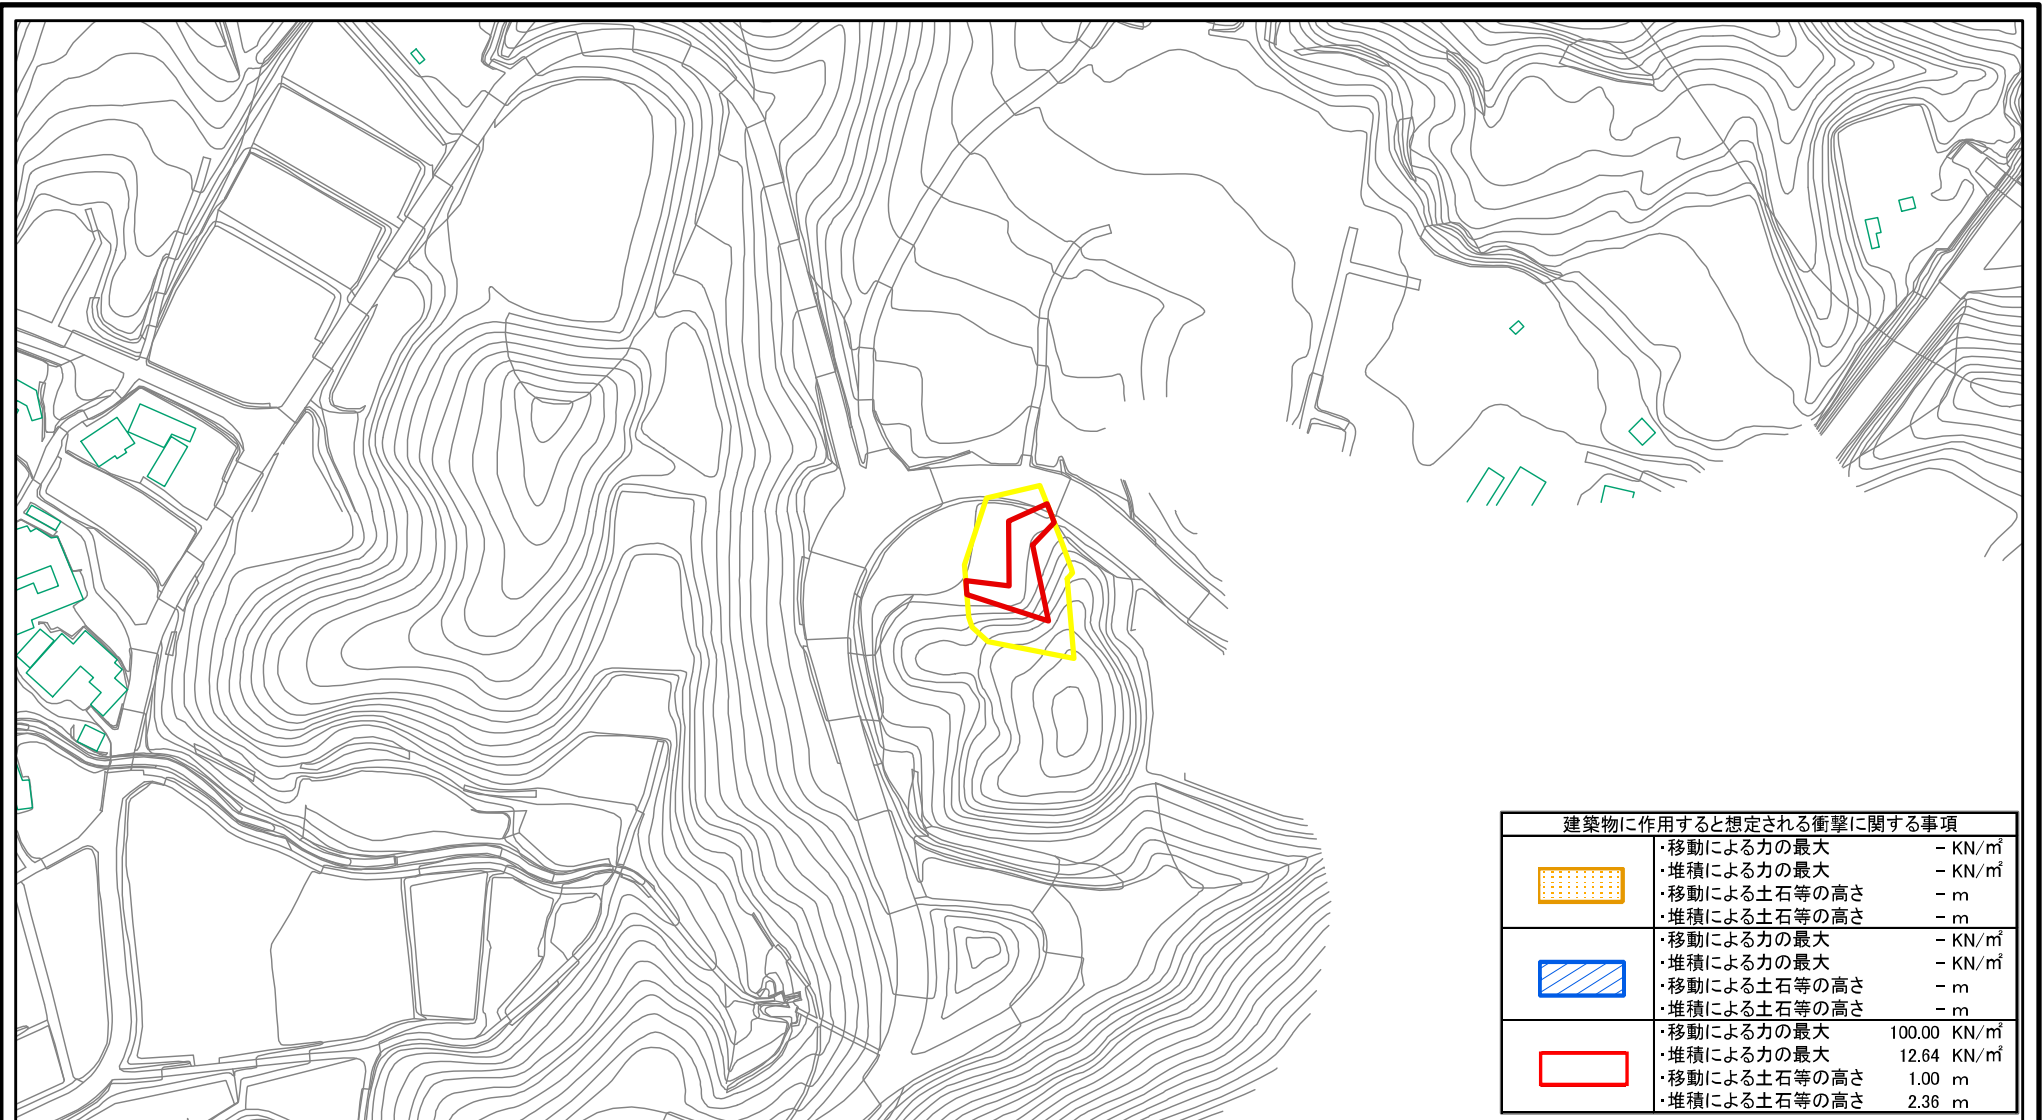 建築物に作用すると想定される衝撃に関する事項
・移動による力の最大 - KN/㎡
・堆積による力の最大 - KN/㎡
・移動による土石等の高さ - m
・堆積による土石等の高さ - m
・移動による力の最大 - KN/㎡
・堆積による力の最大 - KN/㎡
・移動による土石等の高さ - m
・堆積による土石等の高さ - m
・移動による力の最大 100.00 KN/㎡
・堆積による力の最大 12.64 KN/㎡
・移動による土石等の高さ 1.00 m
・堆積による土石等の高さ 2.36 m